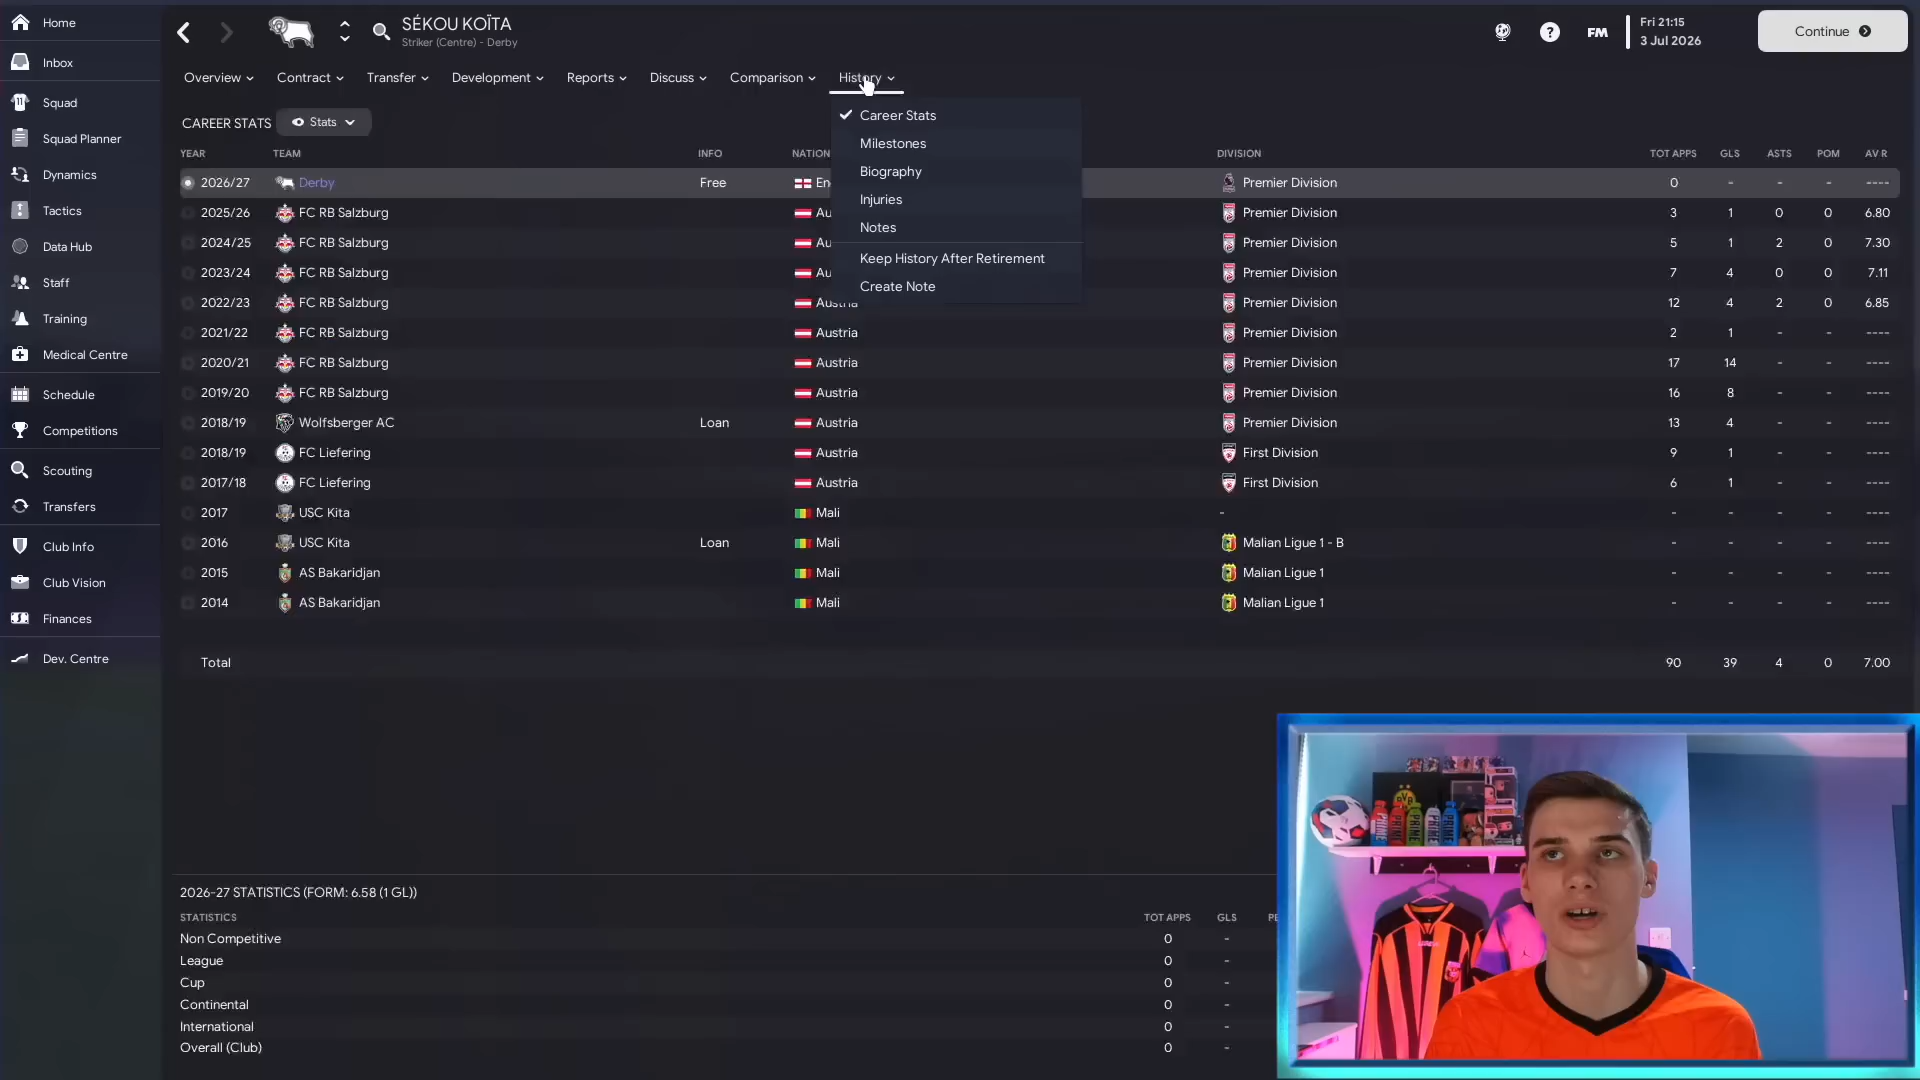 Home
Inbox
Squad
Squad Planner
Dynamics
Tactics
Data Hub
Staff
Training
Medical Centre
Schedule
Competitions
Scouting
Transfers
Club Info
Club Vision
Finances
Dev. Centre
SÉKOU KOÏTA
Striker (Centre) - Derby
? FM
Fri 21:15
3 Jul 2026
Continue
Overview Contract Transfer Development Reports Discuss Comparison History
Career Stats
Milestones
Biography
Injuries
Notes
Keep History After Retirement
Create Note
CAREER STATS Stats
YEAR TEAM INFO NATION DIVISION TOT APPS GLS ASTS POM AV R
2026/27 Derby Free En Premier Division 0 - - - ----
2025/26 FC RB Salzburg Au Premier Division 3 1 0 0 6.80
2024/25 FC RB Salzburg Au Premier Division 5 1 2 0 7.30
2023/24 FC RB Salzburg Au Premier Division 7 4 0 0 7.11
2022/23 FC RB Salzburg Austria Premier Division 12 4 2 0 6.85
2021/22 FC RB Salzburg Austria Premier Division 2 1 - - ----
2020/21 FC RB Salzburg Austria Premier Division 17 14 - - ----
2019/20 FC RB Salzburg Austria Premier Division 16 8 - - ----
2018/19 Wolfsberger AC Loan Austria Premier Division 13 4 - - ----
2018/19 FC Liefering Austria First Division 9 1 - - ----
2017/18 FC Liefering Austria First Division 6 1 - - ----
2017 USC Kita Mali - - - - - ----
2016 USC Kita Loan Mali Malian Ligue 1 - B - - - - ----
2015 AS Bakaridjan Mali Malian Ligue 1 - - - - ----
2014 AS Bakaridjan Mali Malian Ligue 1 - - - - ----
Total 90 39 4 0 7.00
2026-27 STATISTICS (FORM: 6.58 (1 GL))
STATISTICS TOT APPS GLS PE
Non Competitive 0 -
League 0 -
Cup 0 -
Continental 0 -
International 0 -
Overall (Club) 0 -
BVB
09
PRIME PRIME PRIME PRIME PRIME